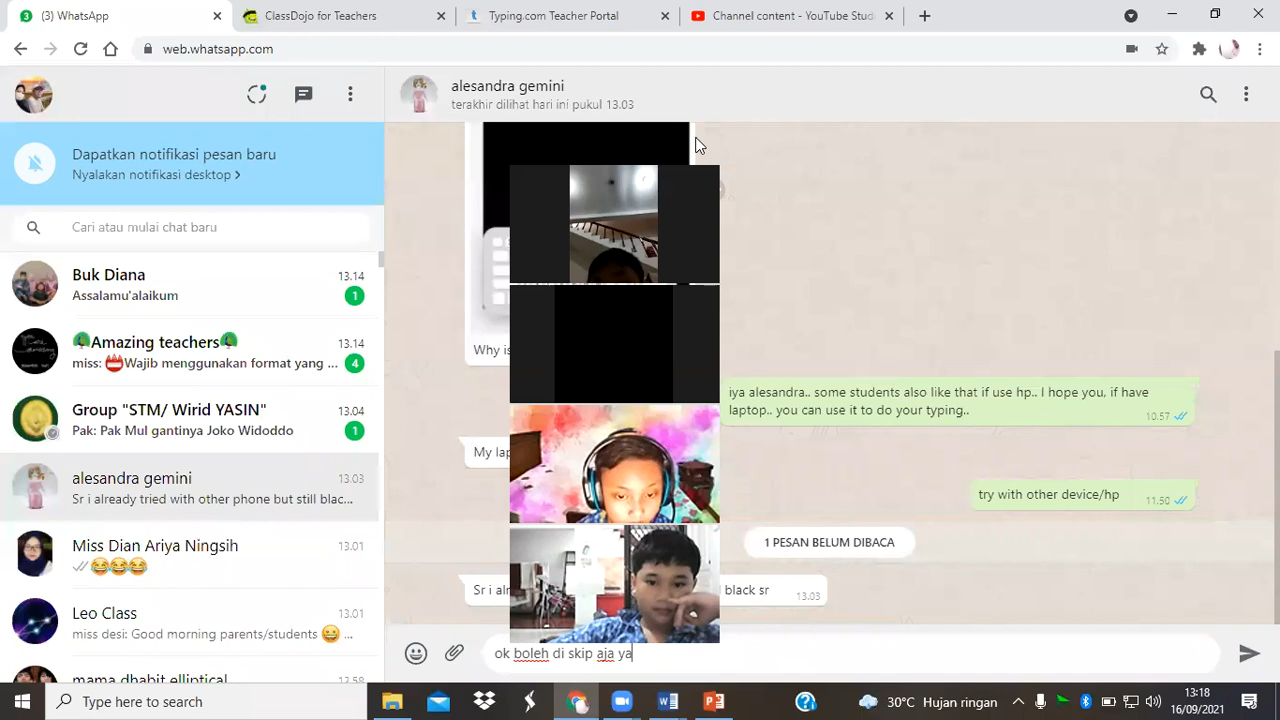 (3) WhatsApp
ClassDojo for Teachers
Typing.com Teacher Portal
Channel content - YouTube Stud
web.whatsapp.com
alesandra gemini
terakhir dilihat hari ini pukul 13.03
Dapatkan notifikasi pesan baru
Nyalakan notifikasi desktop >
Cari atau mulai chat baru
Buk Diana 13.14
Assalamu'alaikum 1
🦚Amazing teachers🦚 13.14
miss: 📛Wajib menggunakan format yang ... 4
Group "STM/ Wirid YASIN" 13.04
Pak: Pak Mul gantinya Joko Widoddo 1
alesandra gemini 13.03
Sr i already tried with other phone but still blac...
Miss Dian Ariya Ningsih 13.01
😂😂😂
Leo Class 13.01
miss desi: Good morning parents/students 😄 ...
mama dhabit elliptical 12.58
Why is
iya alesandra.. some students also like that if use hp.. I hope you, if have
laptop.. you can use it to do your typing..
10.57
My lap
try with other device/hp 11.50
1 PESAN BELUM DIBACA
Sr i alr
l black sr 13.03
ok boleh di skip aja ya
Type here to search
30°C Hujan ringan
13:18
16/09/2021